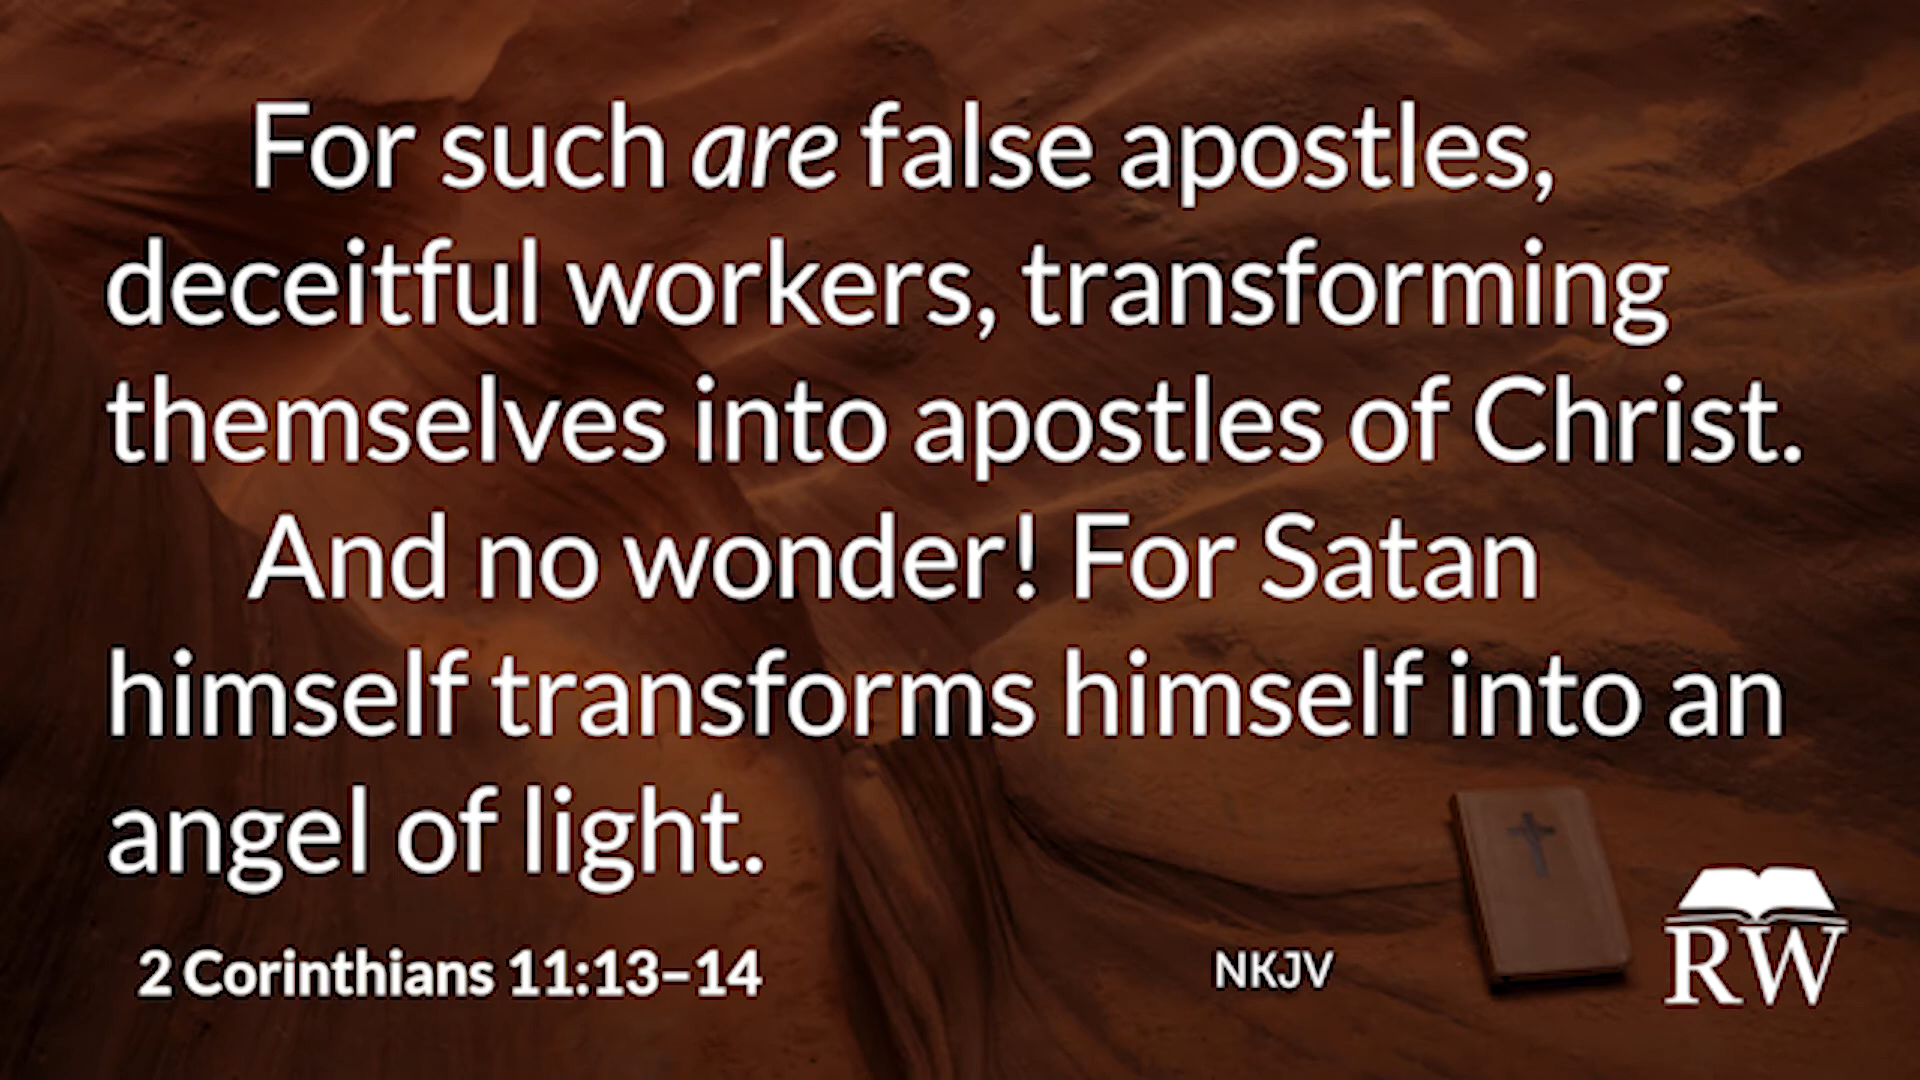 For such are false apostles,
deceitful workers, transforming
themselves into apostles of Christ.
And no wonder! For Satan
himself transforms himself into an
angel of light.
2 Corinthians 11:13–14
NKJV
RW